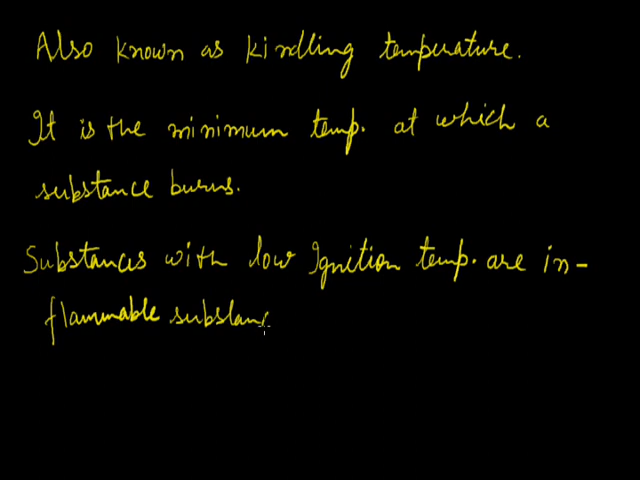 Also known as kindling temperature.
It is the minimum temp. at which a
substance burns.
Substances with low Ignition temp. are in-
flammable substanc